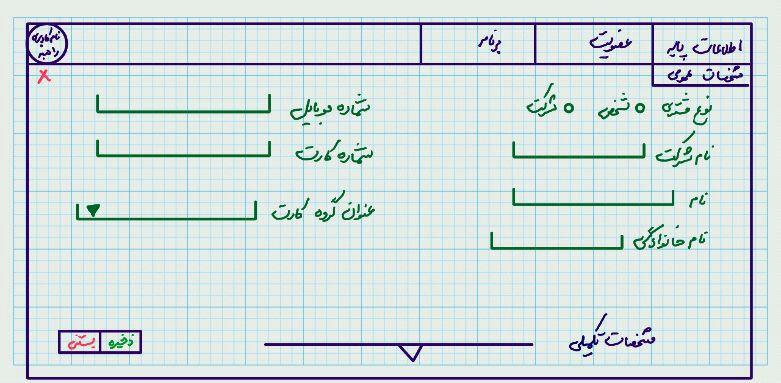 اطلاعات پایه
عضویت
برنامه
نام کاربری
راهبر
مشخصات عمومی
x
نوع مشتری
شخص
شرکت
شماره موبایل
نام شرکت
شماره کارت
نام
عنوان گروه کارت
نام خانوادگی
مشخصات تکمیلی
ذخیره
بستن